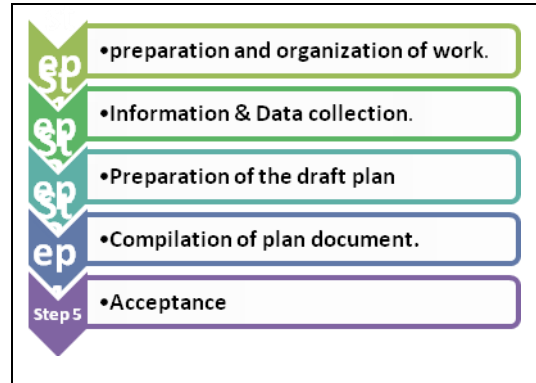 •preparation and organization of work.
•Information & Data collection.
•Preparation of the draft plan
•Compilation of plan document.
Step 5
•Acceptance